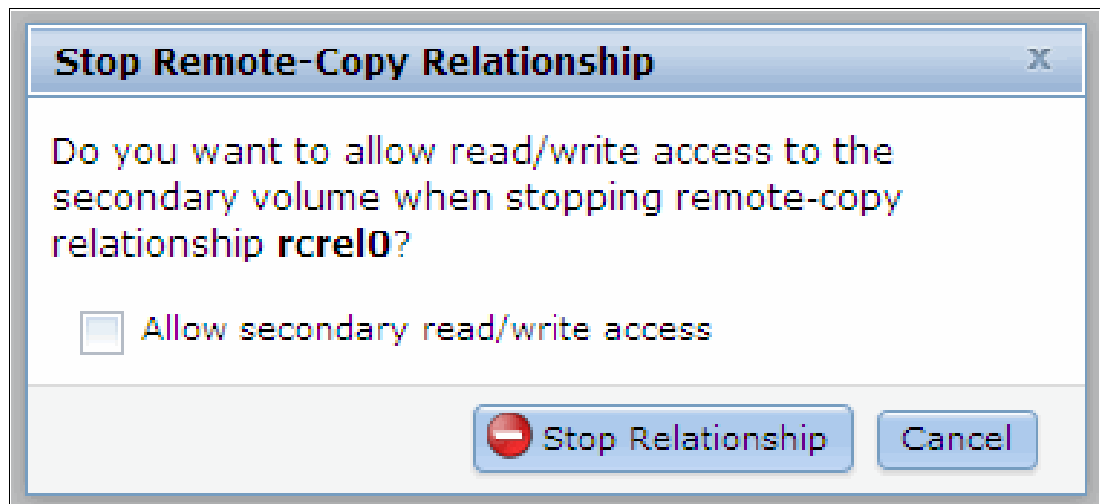 Stop Remote-Copy Relationship x
Do you want to allow read/write access to the
secondary volume when stopping remote-copy
relationship rcrel0?
Allow secondary read/write access
Stop Relationship Cancel